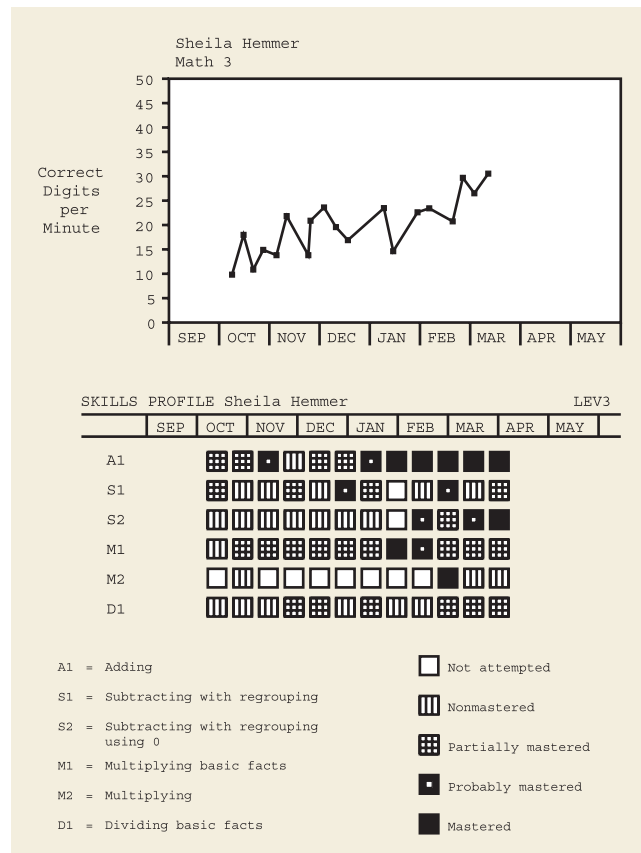 Sheila Hemmer
Math 3
50
45
40
35
30
25
20
15
10
5
0
Correct
Digits
per
Minute
SEP OCT NOV DEC JAN FEB MAR APR MAY
SKILLS PROFILE Sheila Hemmer LEV3
SEP OCT NOV DEC JAN FEB MAR APR MAY
A1
S1
S2
M1
M2
D1
A1 = Adding
S1 = Subtracting with regrouping
S2 = Subtracting with regrouping
using 0
M1 = Multiplying basic facts
M2 = Multiplying
D1 = Dividing basic facts
Not attempted
Nonmastered
Partially mastered
Probably mastered
Mastered